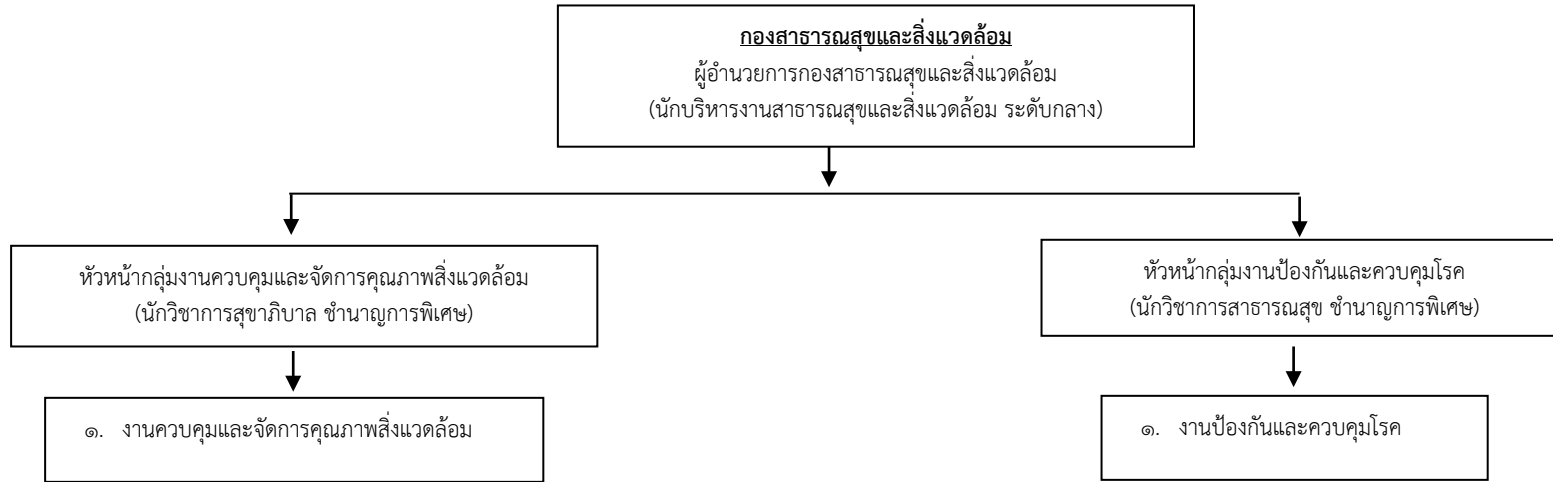 กองสาธารณสุขและสิ่งแวดล้อม
ผู้อำนวยการกองสาธารณสุขและสิ่งแวดล้อม
(นักบริหารงานสาธารณสุขและสิ่งแวดล้อม ระดับกลาง)
หัวหน้ากลุ่มงานควบคุมและจัดการคุณภาพสิ่งแวดล้อม
(นักวิชาการสุขาภิบาล ชำนาญการพิเศษ)
หัวหน้ากลุ่มงานป้องกันและควบคุมโรค
(นักวิชาการสาธารณสุข ชำนาญการพิเศษ)
๑. งานควบคุมและจัดการคุณภาพสิ่งแวดล้อม
๑. งานป้องกันและควบคุมโรค